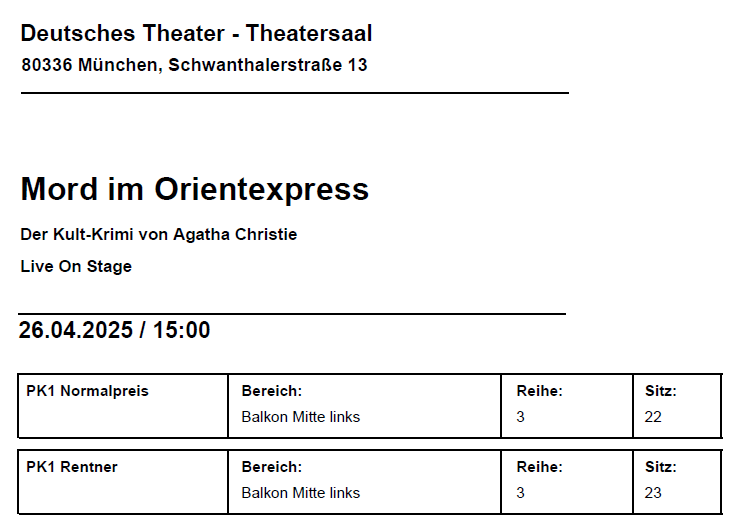 Deutsches Theater - Theatersaal
80336 München, Schwanthalerstraße 13
Mord im Orientexpress
Der Kult-Krimi von Agatha Christie
Live On Stage
26.04.2025 / 15:00
PK1 Normalpreis Bereich: Reihe: Sitz:
Balkon Mitte links 3 22
PK1 Rentner Bereich: Reihe: Sitz:
Balkon Mitte links 3 23